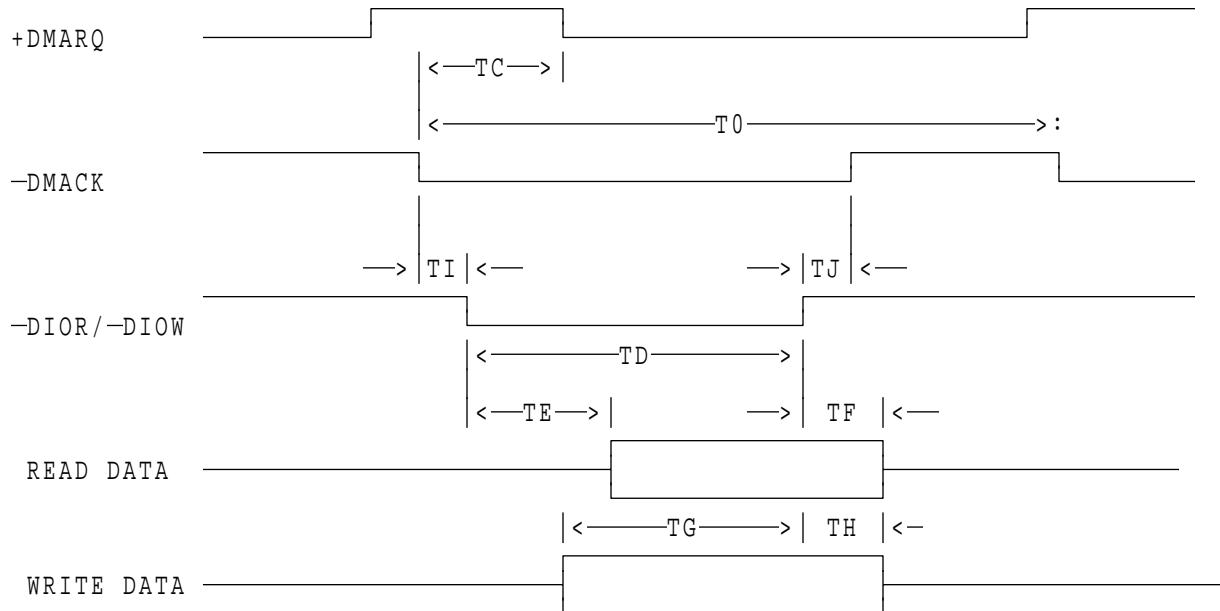 +DMARQ
|<—TC—>|
|<—T0—>:
—DMACK
—>|TI|<— —>|TJ|<—
—DIOR/—DIOW
|<—TD—>|
|<—TE—>| —>| TF |<—
READ DATA
|<—TG—>| TH |<—
WRITE DATA